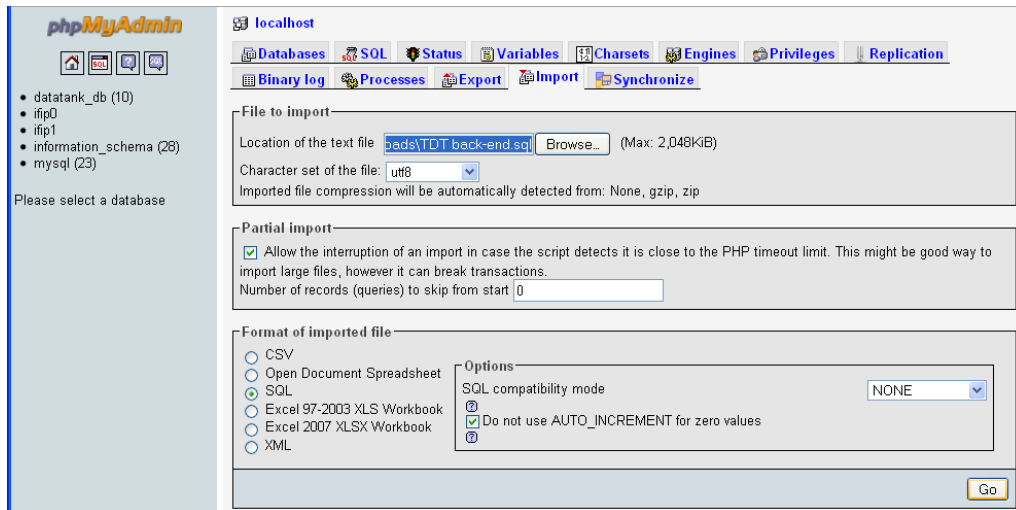 phpMyAdmin
SQL
datatank_db (10)
ifip0
ifip1
information_schema (28)
mysql (23)
Please select a database
localhost
Databases SQL Status Variables Charsets Engines Privileges Replication
Binary log Processes Export Import Synchronize
File to import
Location of the text file oads\TDT back-end.sql Browse... (Max: 2,048KiB)
Character set of the file: utf8
Imported file compression will be automatically detected from: None, gzip, zip
Partial import
Allow the interruption of an import in case the script detects it is close to the PHP timeout limit. This might be good way to
import large files, however it can break transactions.
Number of records (queries) to skip from start 0
Format of imported file
CSV
Open Document Spreadsheet
SQL
Excel 97-2003 XLS Workbook
Excel 2007 XLSX Workbook
XML
Options
SQL compatibility mode NONE
Do not use AUTO_INCREMENT for zero values
Go